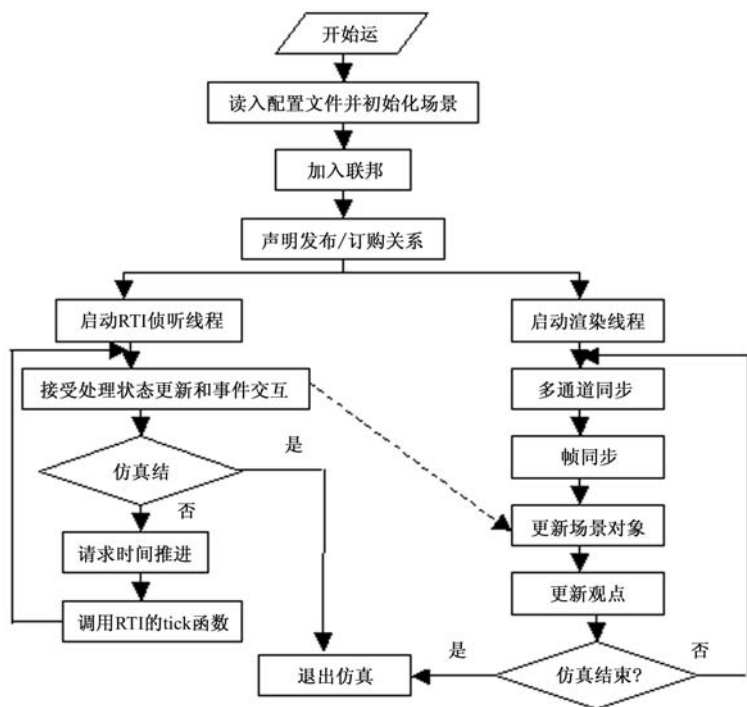 开始运
读入配置文件并初始化场景
加入联邦
声明发布/订购关系
启动RTI侦听线程
启动渲染线程
接受处理状态更新和事件交互
多通道同步
仿真结
是
帧同步
否
更新场景对象
请求时间推进
更新观点
调用RTI的tick函数
退出仿真
是
仿真结束?
否